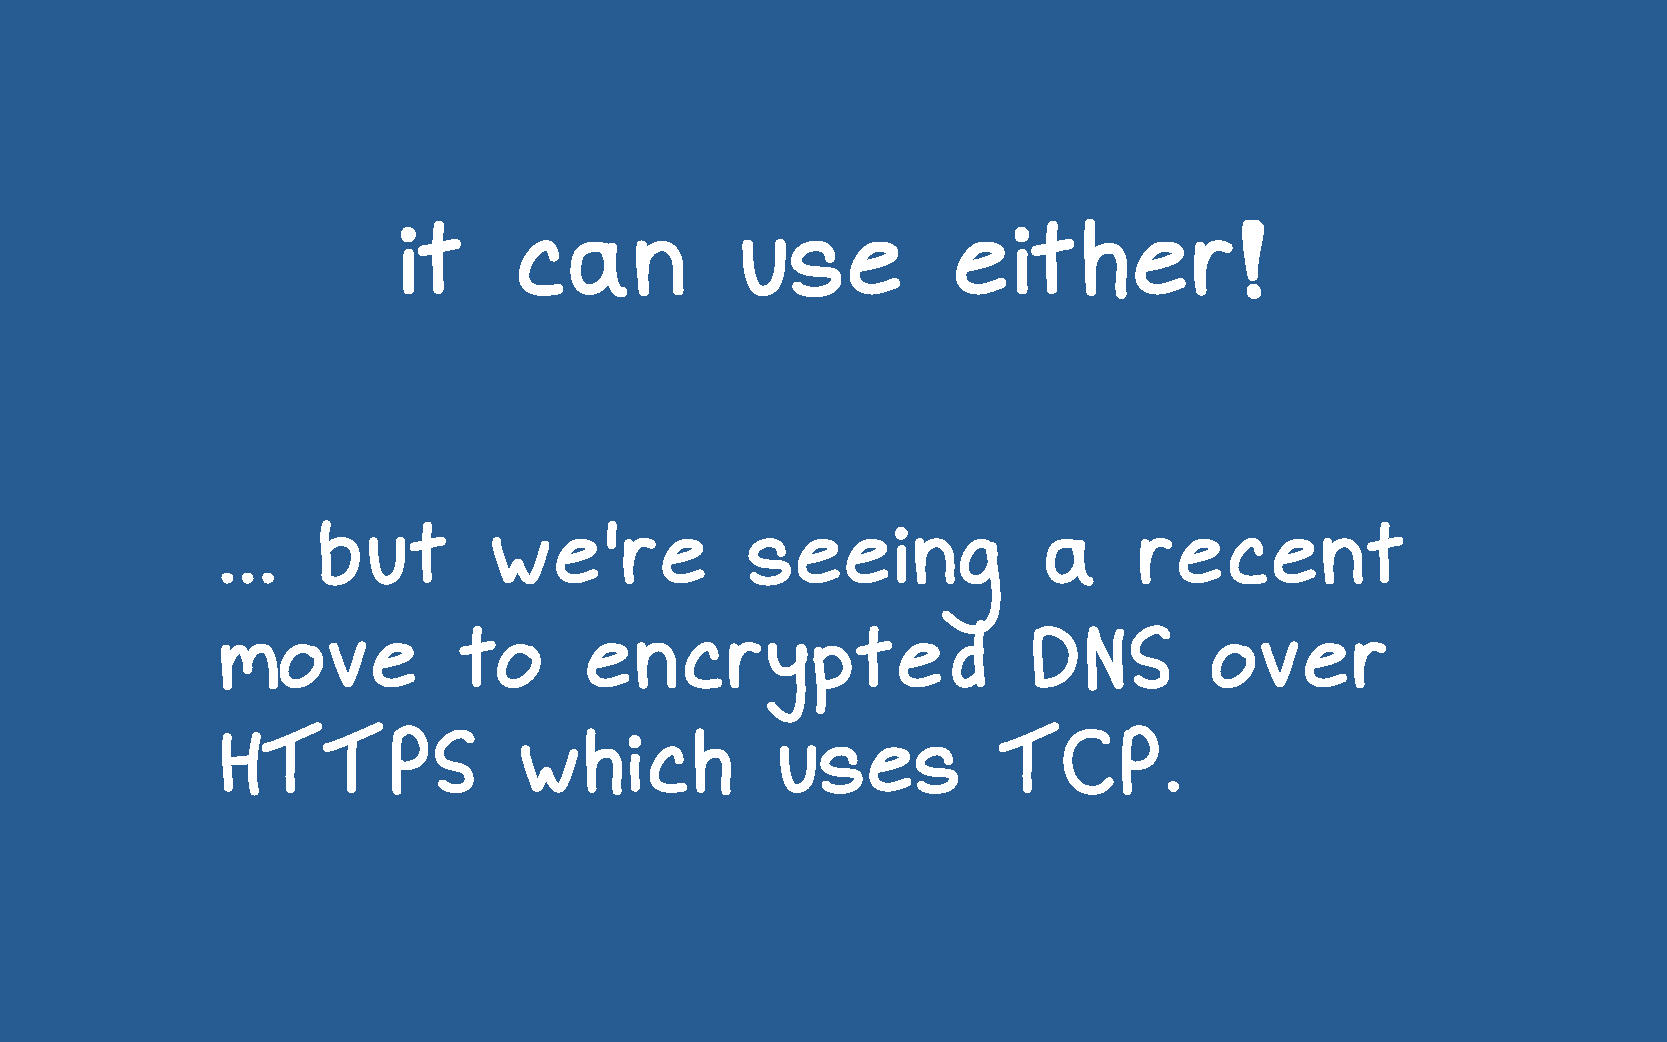 it can use either!
... but we're seeing a recent
move to encrypted DNS over
HTTPS which uses TCP.